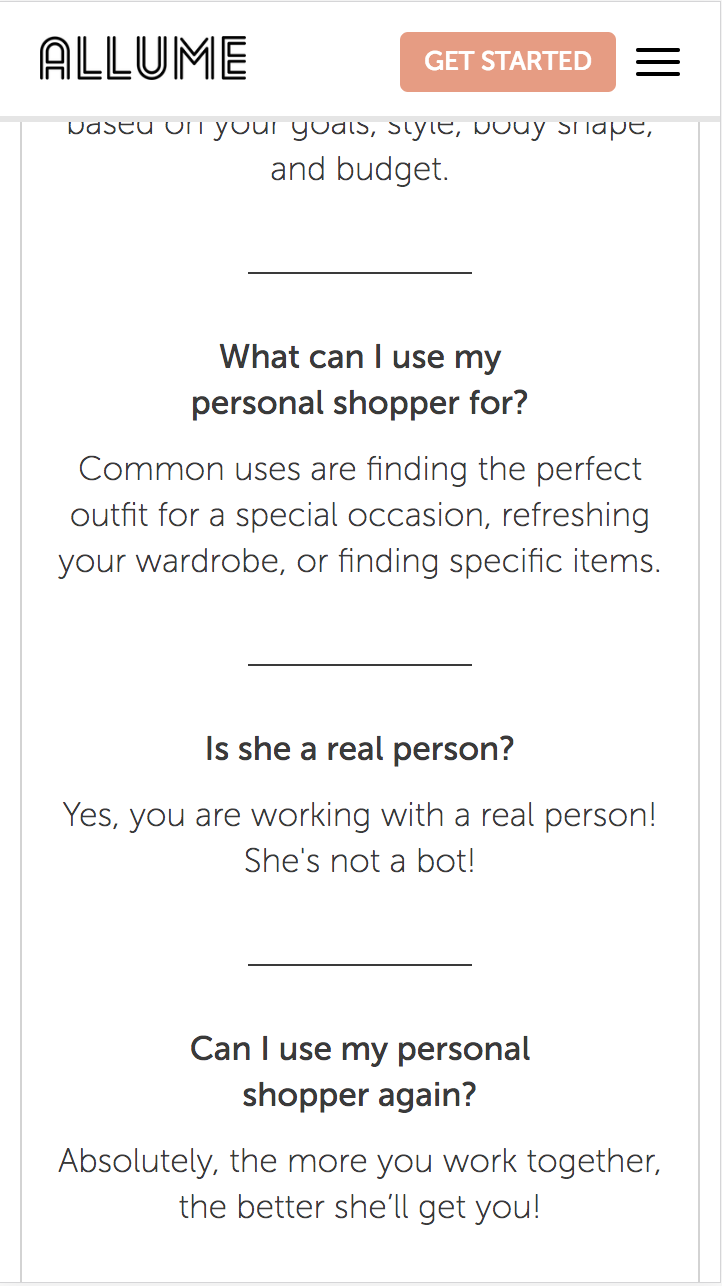 ALLUME
GET STARTED
based on your goals, style, body shape,
and budget.
What can I use my
personal shopper for?
Common uses are finding the perfect
outfit for a special occasion, refreshing
your wardrobe, or finding specific items.
Is she a real person?
Yes, you are working with a real person!
She's not a bot!
Can I use my personal
shopper again?
Absolutely, the more you work together,
the better she’ll get you!